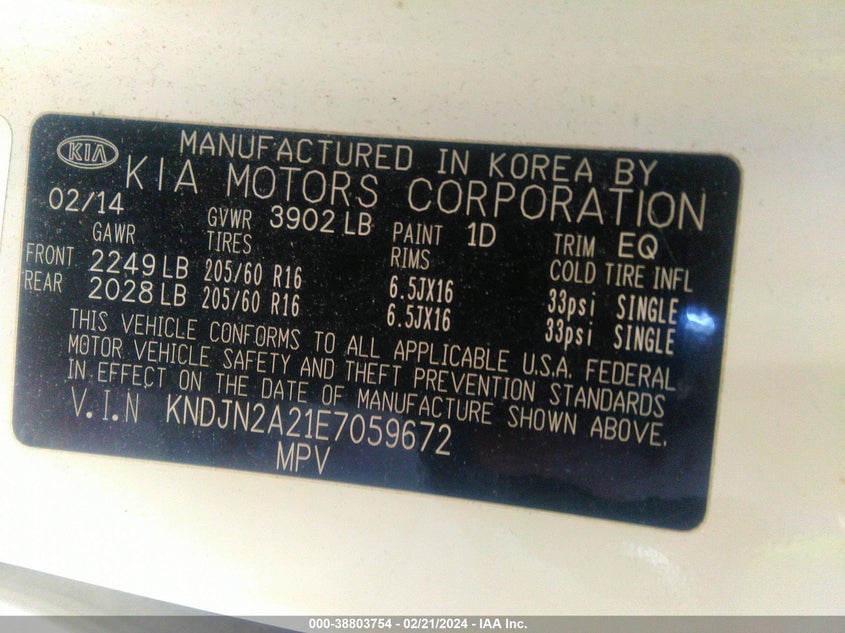 KIA MANUFACTURED IN KOREA BY
KIA MOTORS CORPORATION
02/14 GVWR 3902 LB PAINT 1D TRIM EQ
GAWR TIRES RIMS COLD TIRE INFL
FRONT 2249 LB 205/60 R16 6.5JX16 33psi SINGLE
REAR 2028 LB 205/60 R16 6.5JX16 33psi SINGLE
THIS VEHICLE CONFORMS TO ALL APPLICABLE U.S.A. FEDERAL
MOTOR VEHICLE SAFETY AND THEFT PREVENTION STANDARDS
IN EFFECT ON THE DATE OF MANUFACTURE SHOWN ABOVE.
V.I.N KNDJN2A21E7059672
MPV
000-38803754 - 02/21/2024 - IAA Inc.